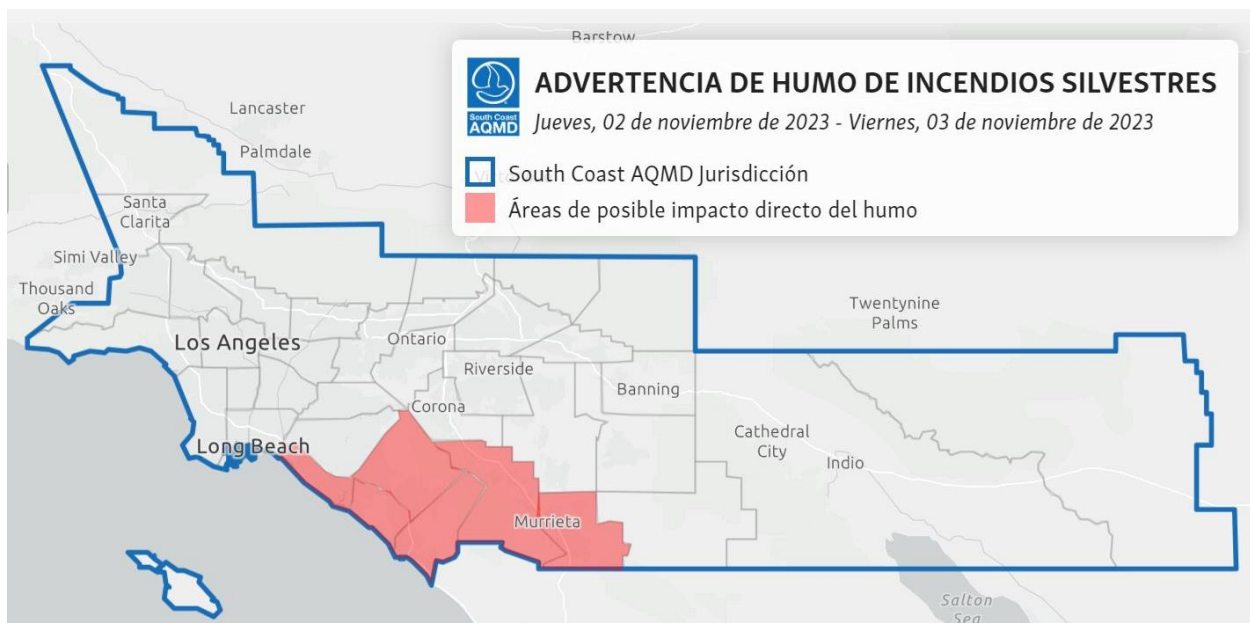 Barstow
ADVERTENCIA DE HUMO DE INCENDIOS SILVESTRES
South Coast
AQMD
Jueves, 02 de noviembre de 2023 - Viernes, 03 de noviembre de 2023
South Coast AQMD Jurisdicción
Áreas de posible impacto directo del humo
Lancaster
Palmdale
Santa
Clarita
Simi Valley
Thousand
Oaks
Twentynine
Palms
Los Angeles
Ontario
Riverside
Banning
Corona
Cathedral
City
Long Beach
Indio
Murrieta
Salton
Sea